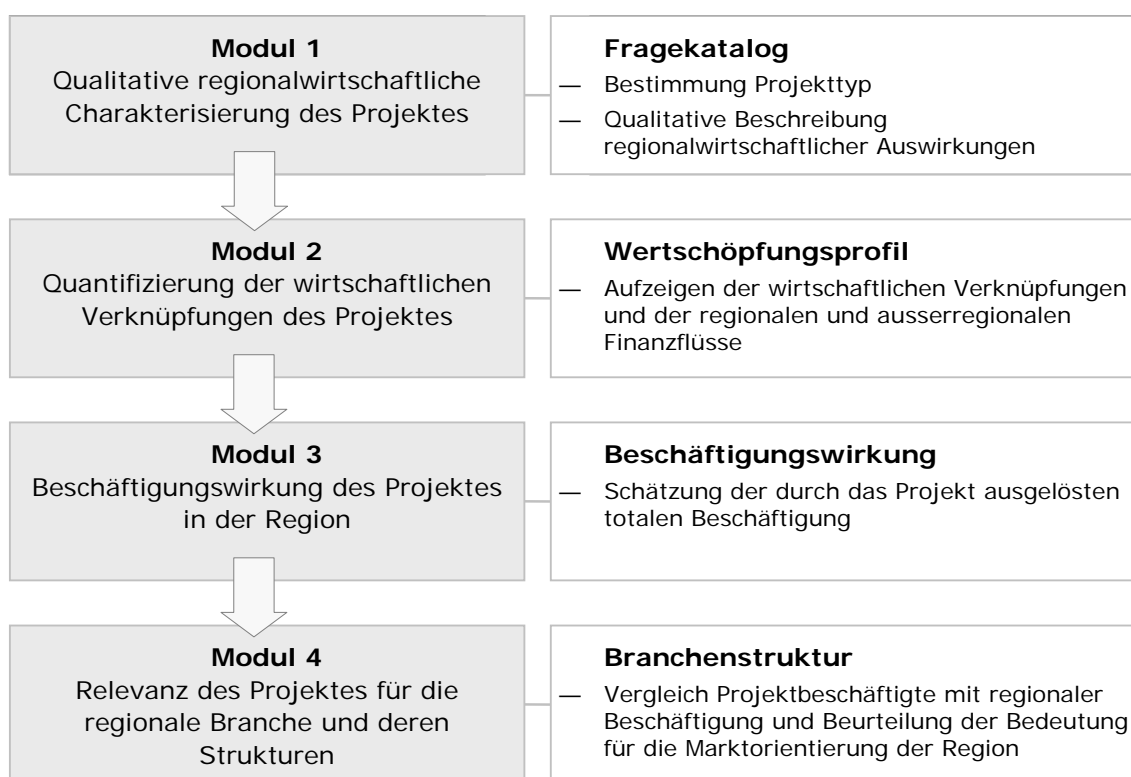 Modul 1
Qualitative regionalwirtschaftliche
Charakterisierung des Projektes
Fragekatalog
— Bestimmung Projekttyp
— Qualitative Beschreibung
regionalwirtschaftlicher Auswirkungen
Modul 2
Quantifizierung der wirtschaftlichen
Verknüpfungen des Projektes
Wertschöpfungsprofil
— Aufzeigen der wirtschaftlichen Verknüpfungen
und der regionalen und ausserregionalen
Finanzflüsse
Modul 3
Beschäftigungswirkung des Projektes
in der Region
Beschäftigungswirkung
— Schätzung der durch das Projekt ausgelösten
totalen Beschäftigung
Modul 4
Relevanz des Projektes für die
regionale Branche und deren
Strukturen
Branchenstruktur
— Vergleich Projektbeschäftigte mit regionaler
Beschäftigung und Beurteilung der Bedeutung
für die Marktorientierung der Region